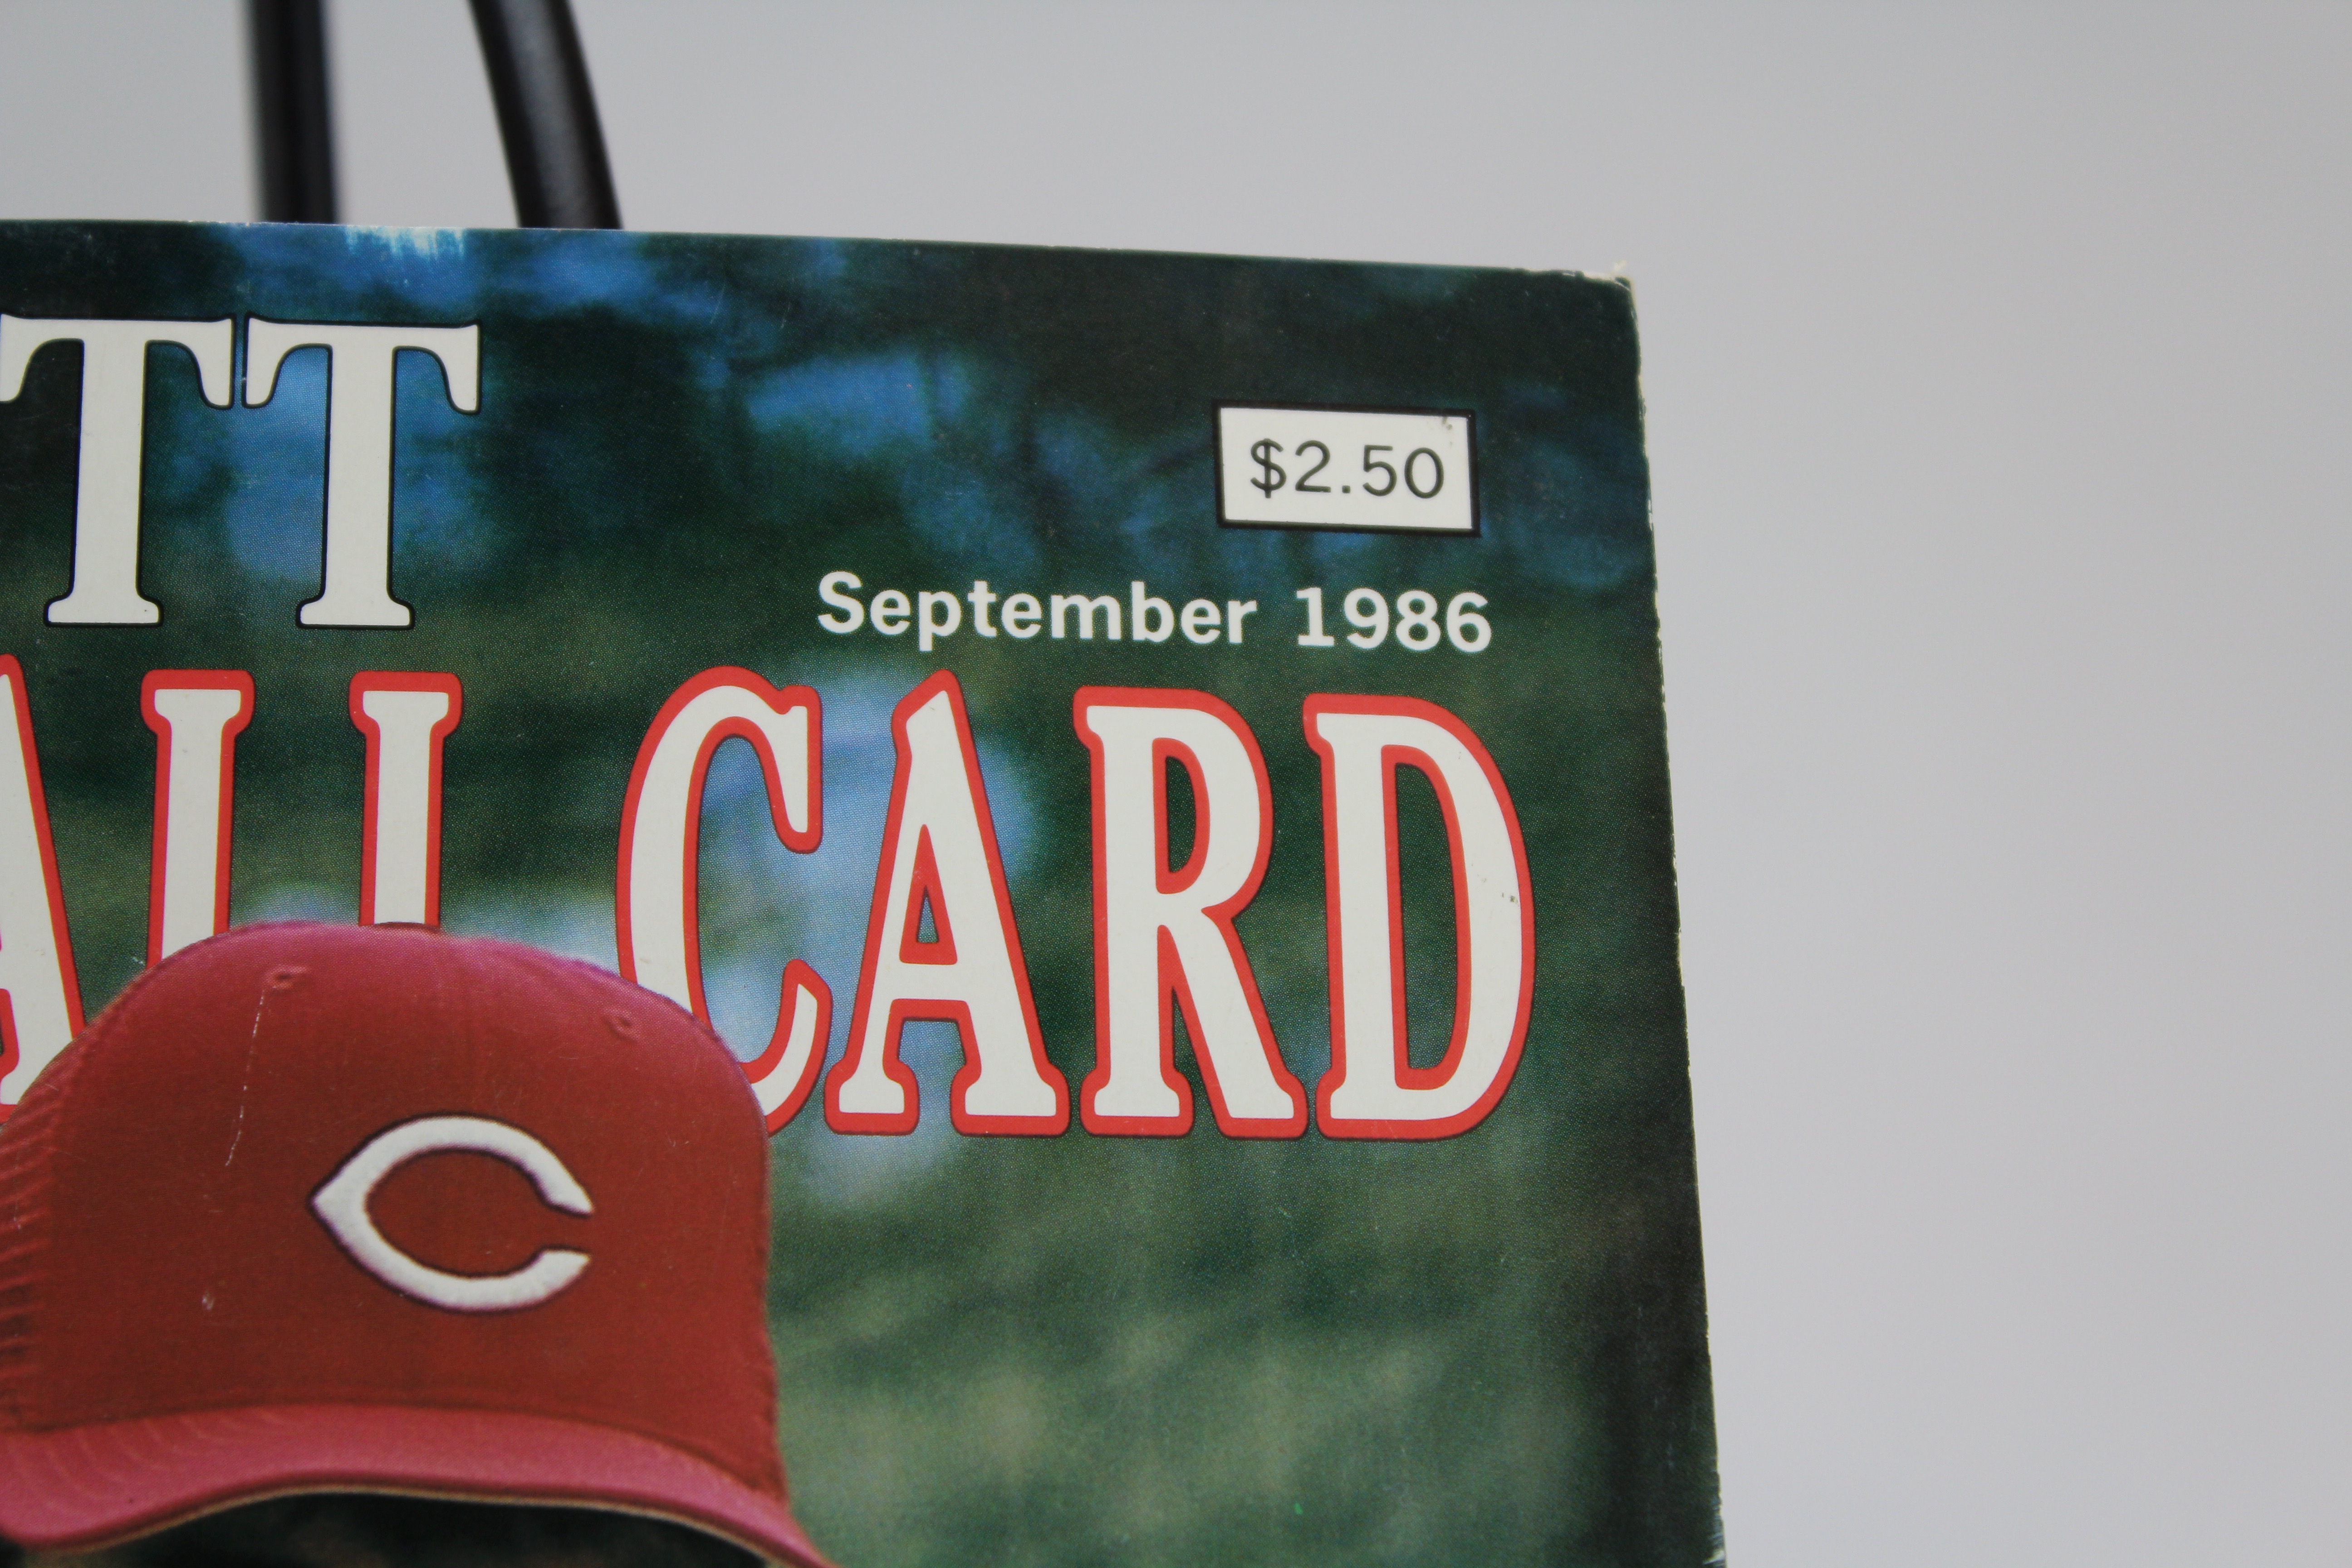 TT
$2.50
September 1986
ALL CARD
C